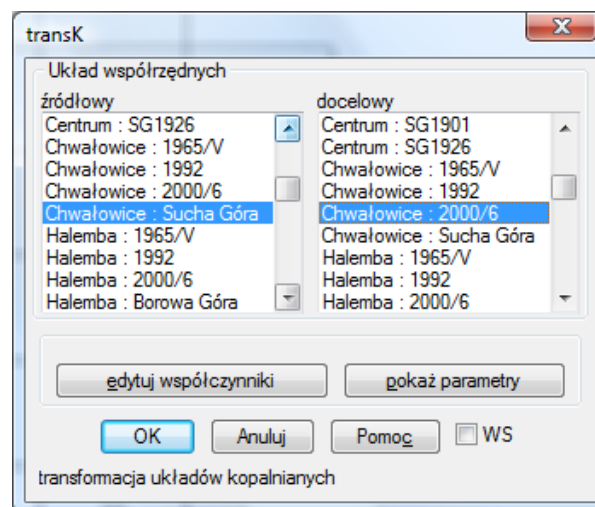 transK
Układ współrzędnych
źródłowy
Centrum : SG1926
Chwałowice : 1965/V
Chwałowice : 1992
Chwałowice : 2000/6
Chwałowice : Sucha Góra
Halemba : 1965/V
Halemba : 1992
Halemba : 2000/6
Halemba : Borowa Góra
docelowy
Centrum : SG1901
Centrum : SG1926
Chwałowice : 1965/V
Chwałowice : 1992
Chwałowice : 2000/6
Chwałowice : Sucha Góra
Halemba : 1965/V
Halemba : 1992
Halemba : 2000/6
edytuj współczynniki
pokaż parametry
OK
Anuluj
Pomoc
WS
transformacja układów kopalnianych